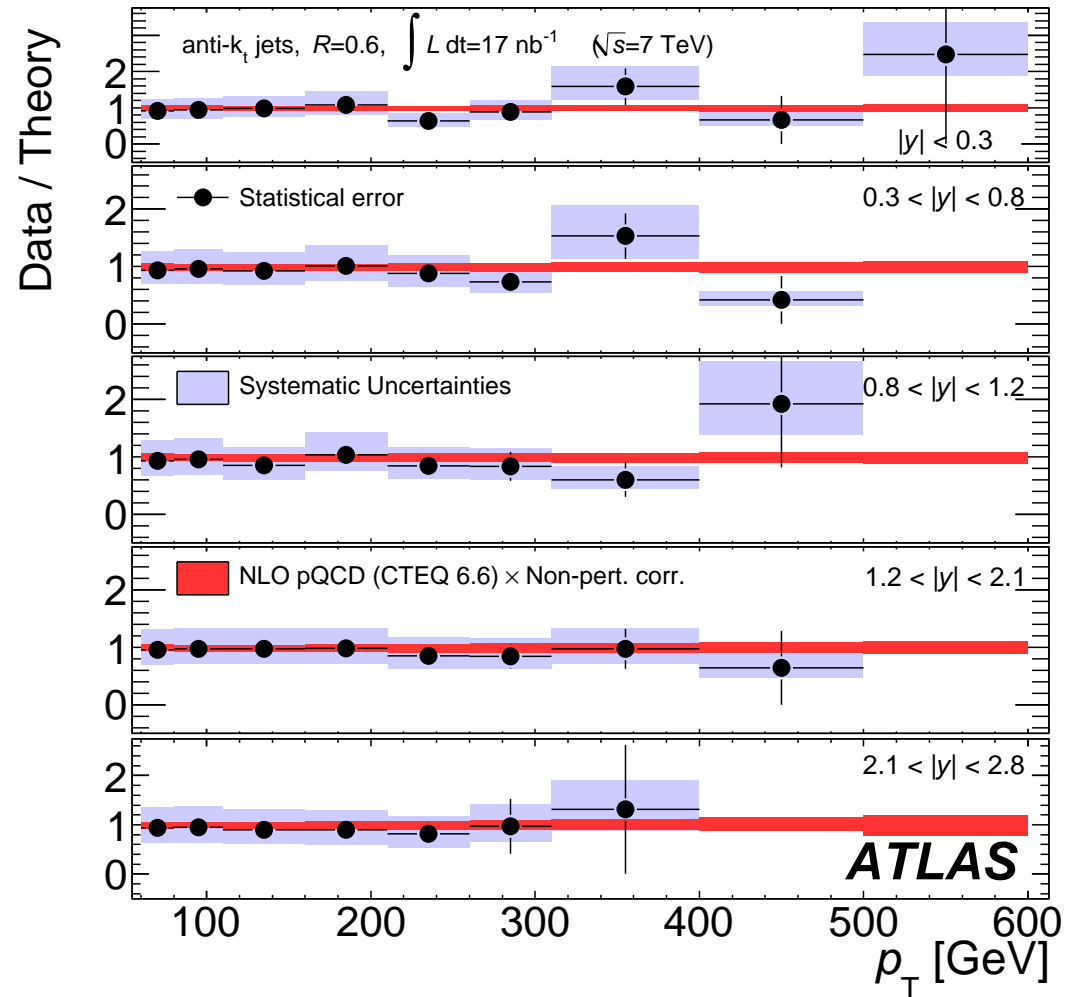 Data / Theory
anti-k_t jets, R=0.6, ∫ L dt=17 nb⁻¹ (√s=7 TeV)
2
1
0
|y| < 0.3
Statistical error
0.3 < |y| < 0.8
2
1
0
Systematic Uncertainties
0.8 < |y| < 1.2
2
1
0
NLO pQCD (CTEQ 6.6) × Non-pert. corr.
1.2 < |y| < 2.1
2
1
0
2.1 < |y| < 2.8
2
1
0
ATLAS
100 200 300 400 500 600
p_T [GeV]